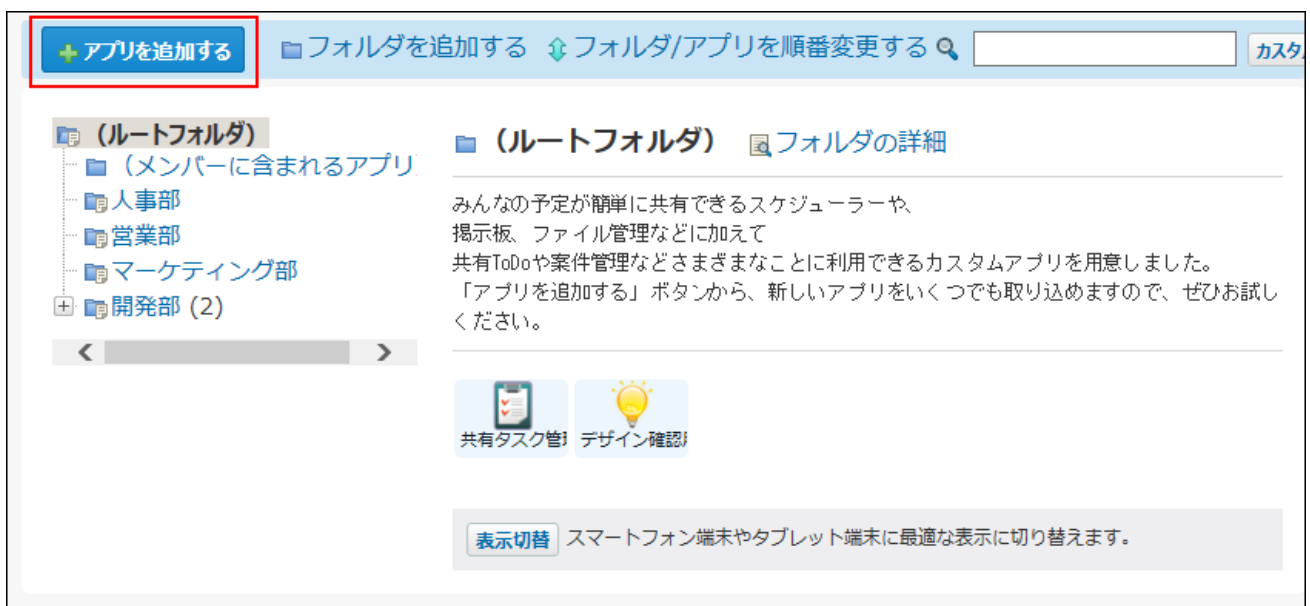 アプリを追加する フォルダを追加する フォルダ/アプリを順番変更する カスタ
(ルートフォルダ)
(メンバーに含まれるアプリ
人事部
営業部
マーケティング部
開発部 (2)
(ルートフォルダ) フォルダの詳細
みんなの予定が簡単に共有できるスケジューラーや、
掲示板、ファイル管理などに加えて
共有ToDoや案件管理などさまざまなことに利用できるカスタムアプリを用意しました。
「アプリを追加する」ボタンから、新しいアプリをいくつでも取り込めますので、ぜひお試し
ください。
共有タスク管 デザイン確認
表示切替 スマートフォン端末やタブレット端末に最適な表示に切り替えます。